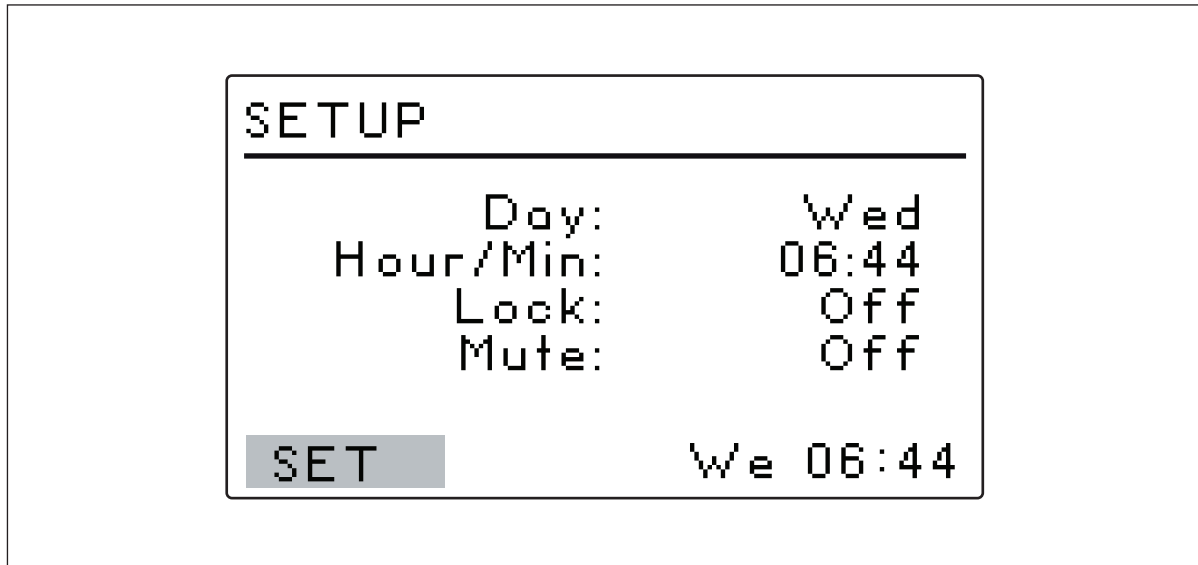 SETUP
Day: Wed
Hour/Min: 06:44
Lock: Off
Mute: Off
SET We 06:44